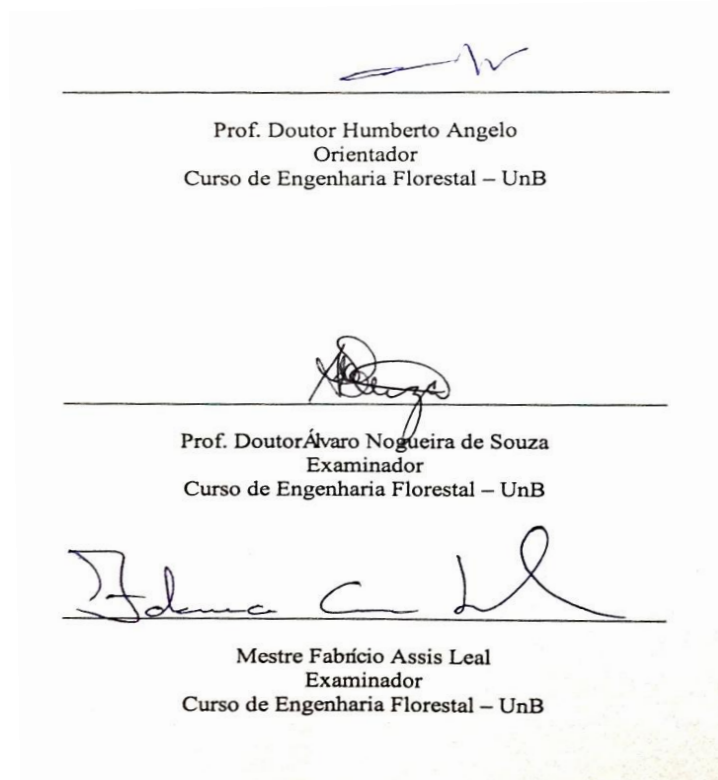 Prof. Doutor Humberto Angelo
Orientador
Curso de Engenharia Florestal – UnB
Prof. DoutorÁlvaro Nogueira de Souza
Examinador
Curso de Engenharia Florestal – UnB
Mestre Fabrício Assis Leal
Examinador
Curso de Engenharia Florestal – UnB